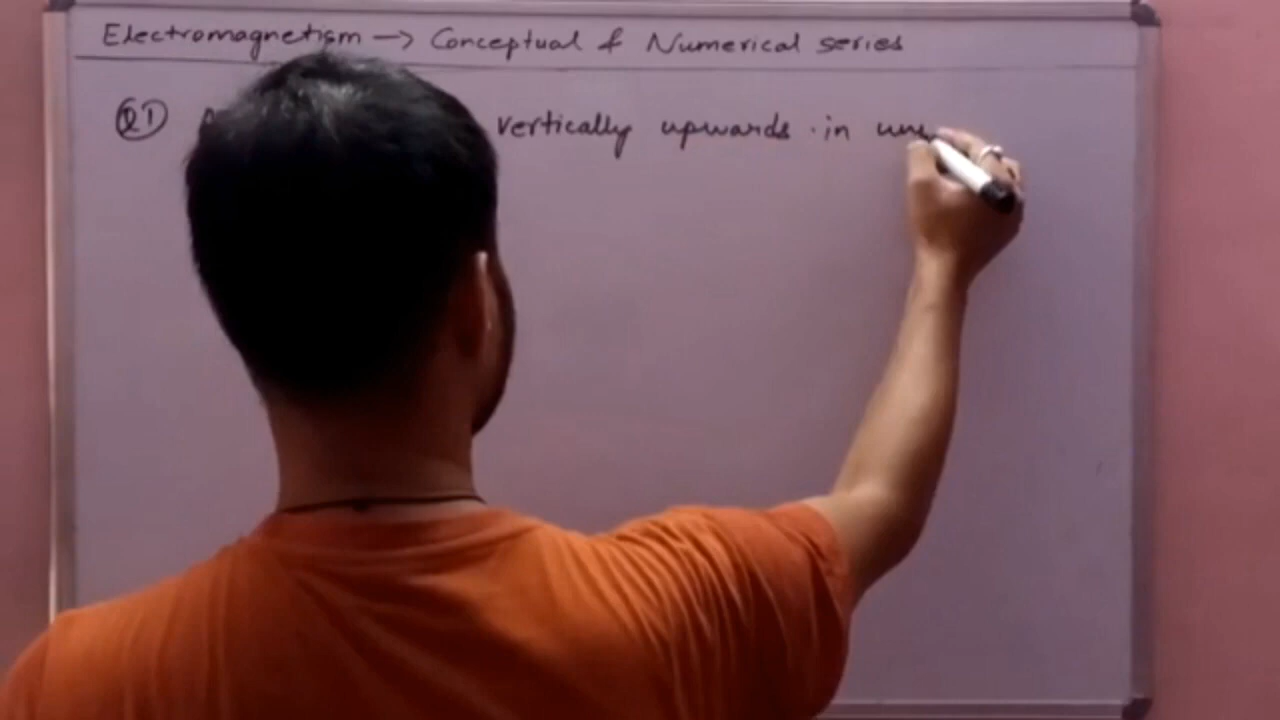 Electromagnetism → Conceptual & Numerical series
Q1 vertically upwards in